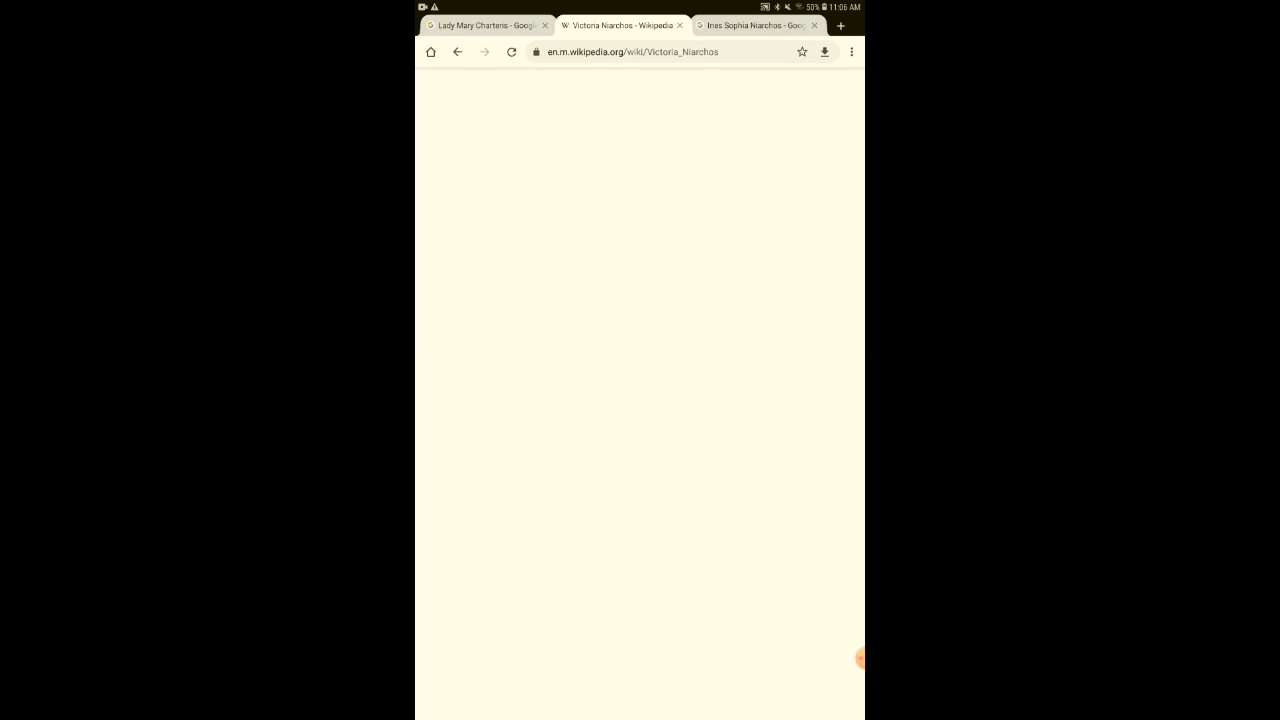 50% 11:06 AM
Lady Mary Charteris - Google
Victoria Niarchos - Wikipedia
Ines Sophia Niarchos - Goog
en.m.wikipedia.org/wiki/Victoria_Niarchos